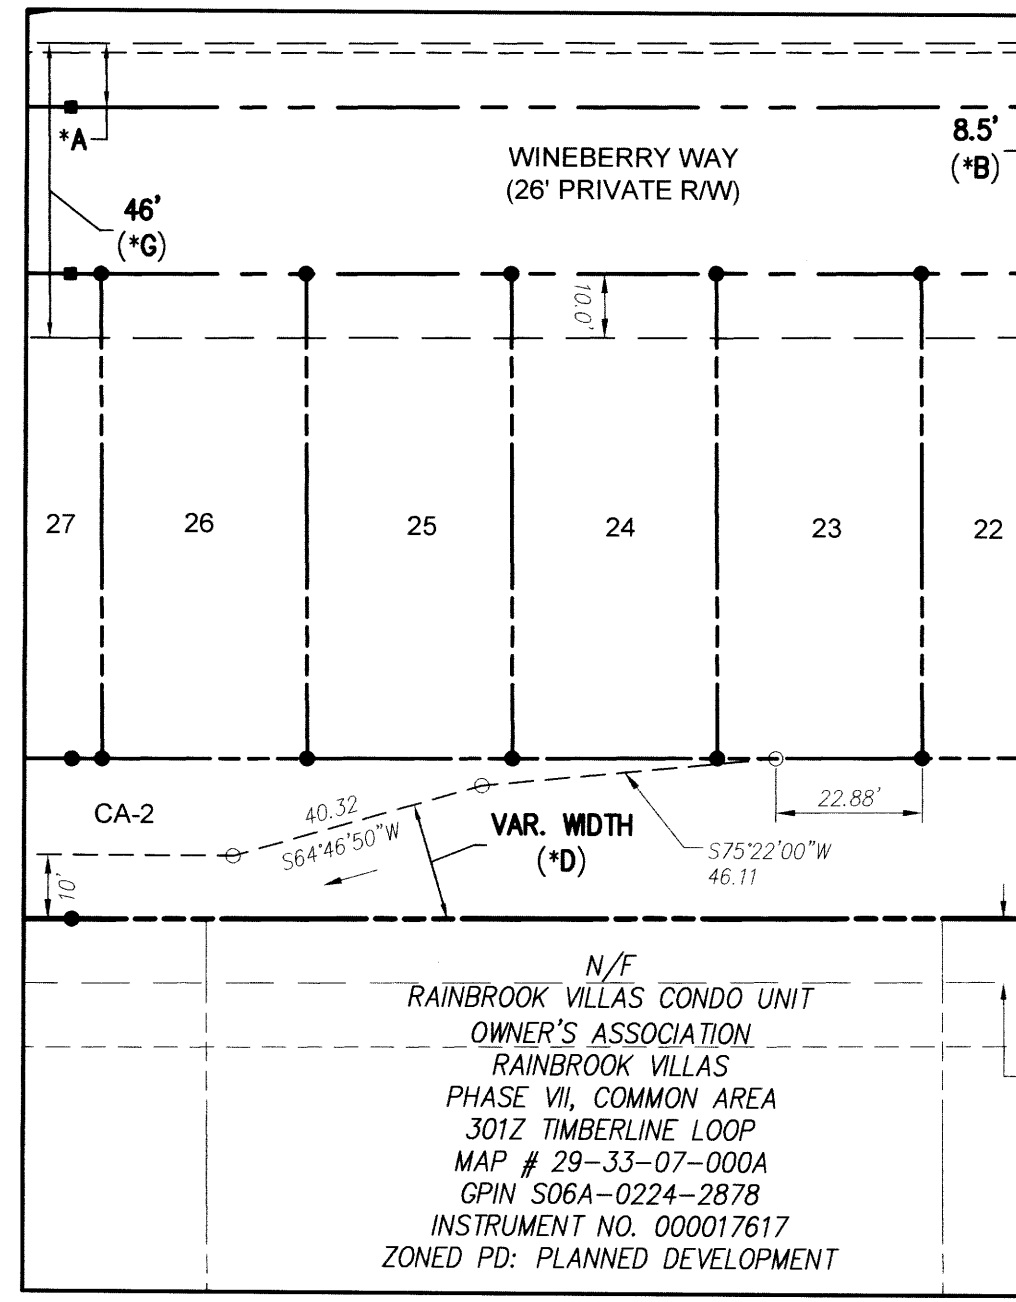 *A
WINEBERRY WAY
(26' PRIVATE R/W)
8.5'
(*B)
46'
(*G)
10.0'
27
26
25
24
23
22
CA-2
40.32
S64°46'50"W
VAR. WIDTH
(*D)
22.88'
S75°22'00"W
46.11
10'
N/F
RAINBROOK VILLAS CONDO UNIT
OWNER'S ASSOCIATION
RAINBROOK VILLAS
PHASE VII, COMMON AREA
301Z TIMBERLINE LOOP
MAP # 29-33-07-000A
GPIN S06A-0224-2878
INSTRUMENT NO. 000017617
ZONED PD: PLANNED DEVELOPMENT